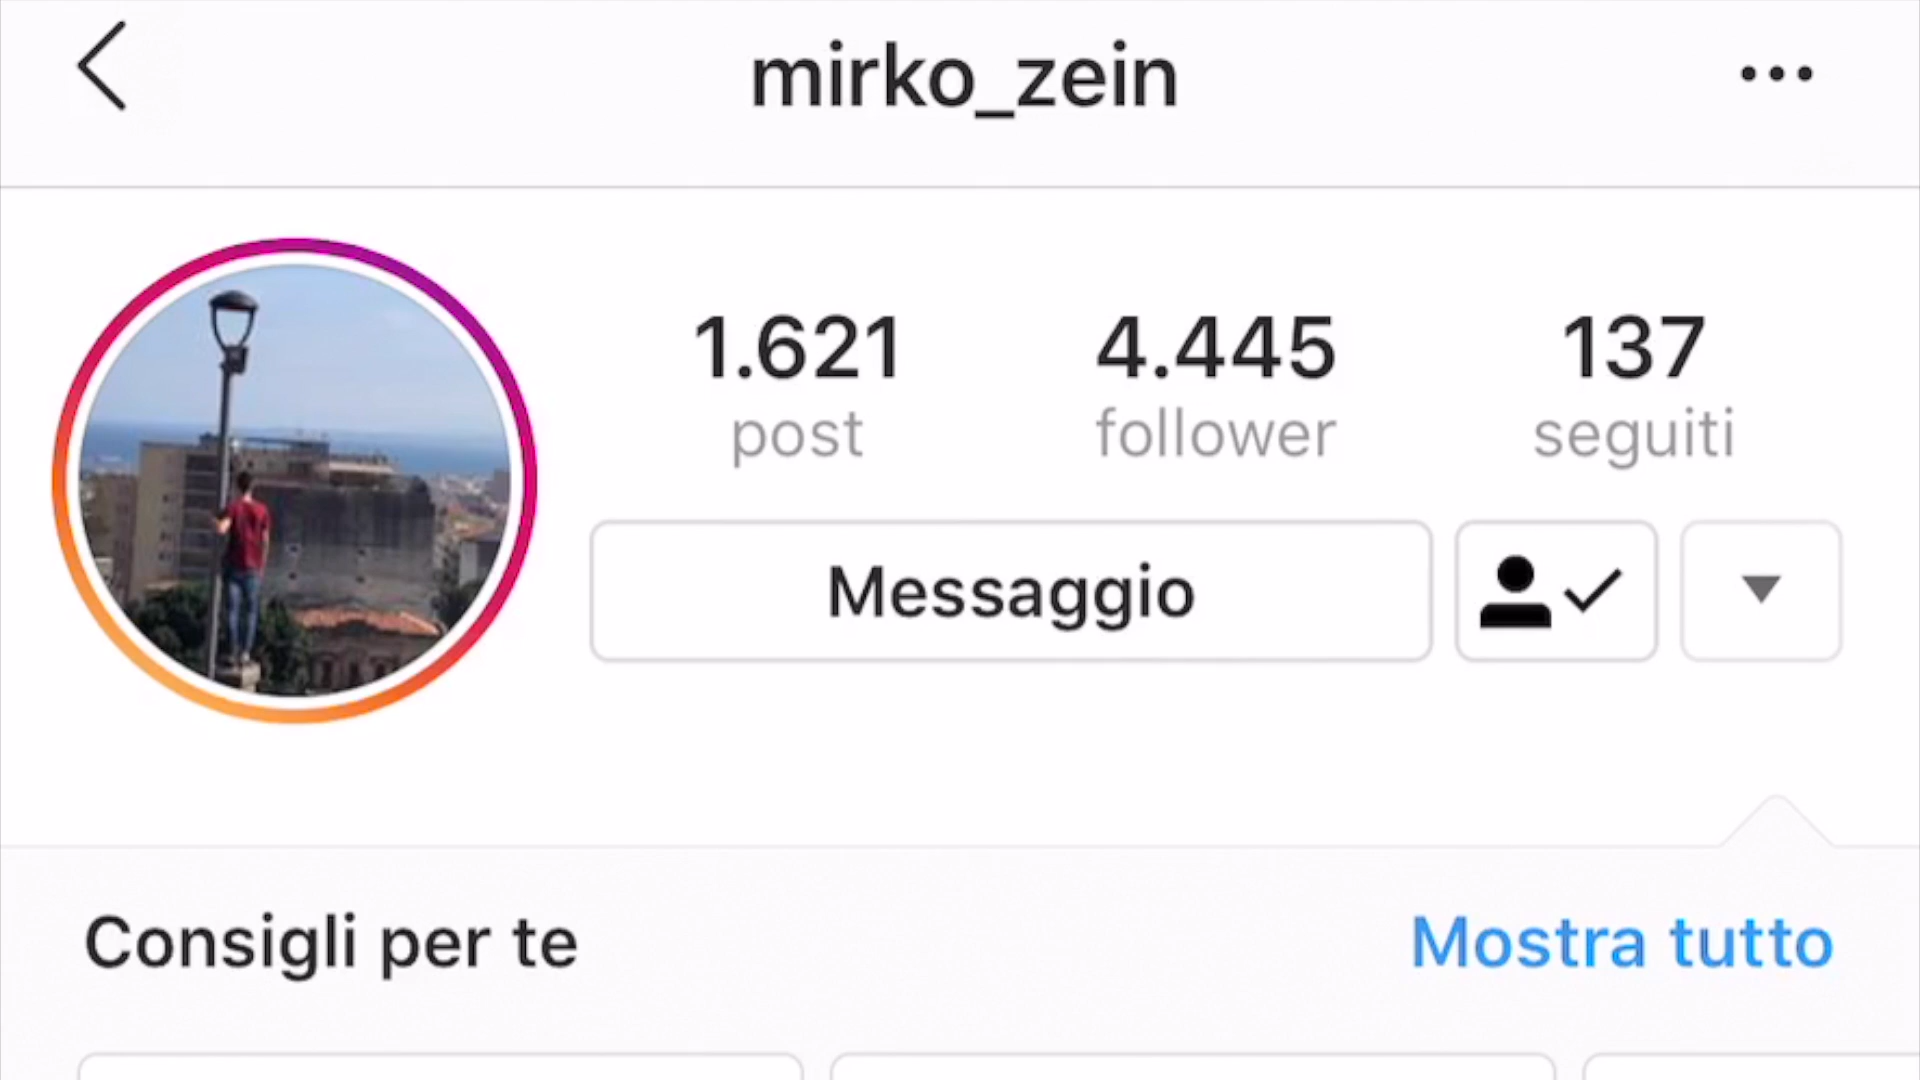 mirko_zein
1.621 4.445 137
post follower seguiti
Messaggio
Consigli per te Mostra tutto